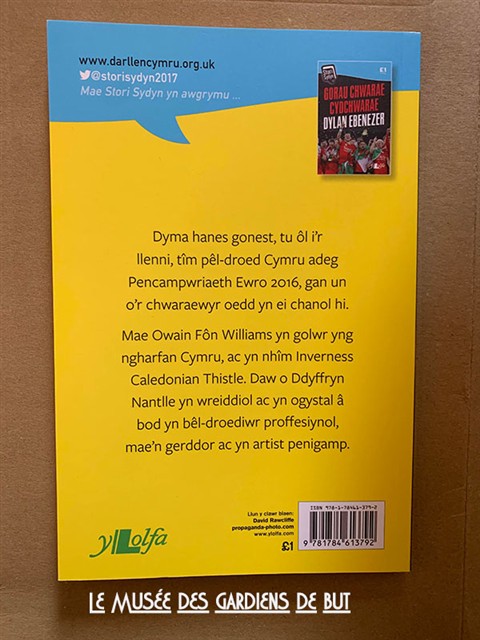 www.darllencymru.org.uk
@storisydyn2017
Mae Stori Sydyn yn awgrymu ...
£1
Stori Sydyn
GORAU CHWARAE
CYDCHWARAE
DYLAN EBENEZER
Dyma hanes gonest, tu ôl i'r
llenni, tîm pêl-droed Cymru adeg
Pencampwriaeth Ewro 2016, gan un
o'r chwaraewyr oedd yn ei chanol hi.
Mae Owain Fôn Williams yn golwr yng
ngharfan Cymru, ac yn nhîm Inverness
Caledonian Thistle. Daw o Ddyffryn
Nantlle yn wreiddiol ac yn ogystal â
bod yn bêl-droediwr proffesiynol,
mae'n gerddor ac yn artist penigamp.
yLolfa
Llun y clawr blaen:
David Rawcliffe
propaganda-photo.com
www.ylolfa.com
£1
ISBN 978-1-78461-379-2
9 781784 613792
LE MUSÉE DES GARDIENS DE BUT